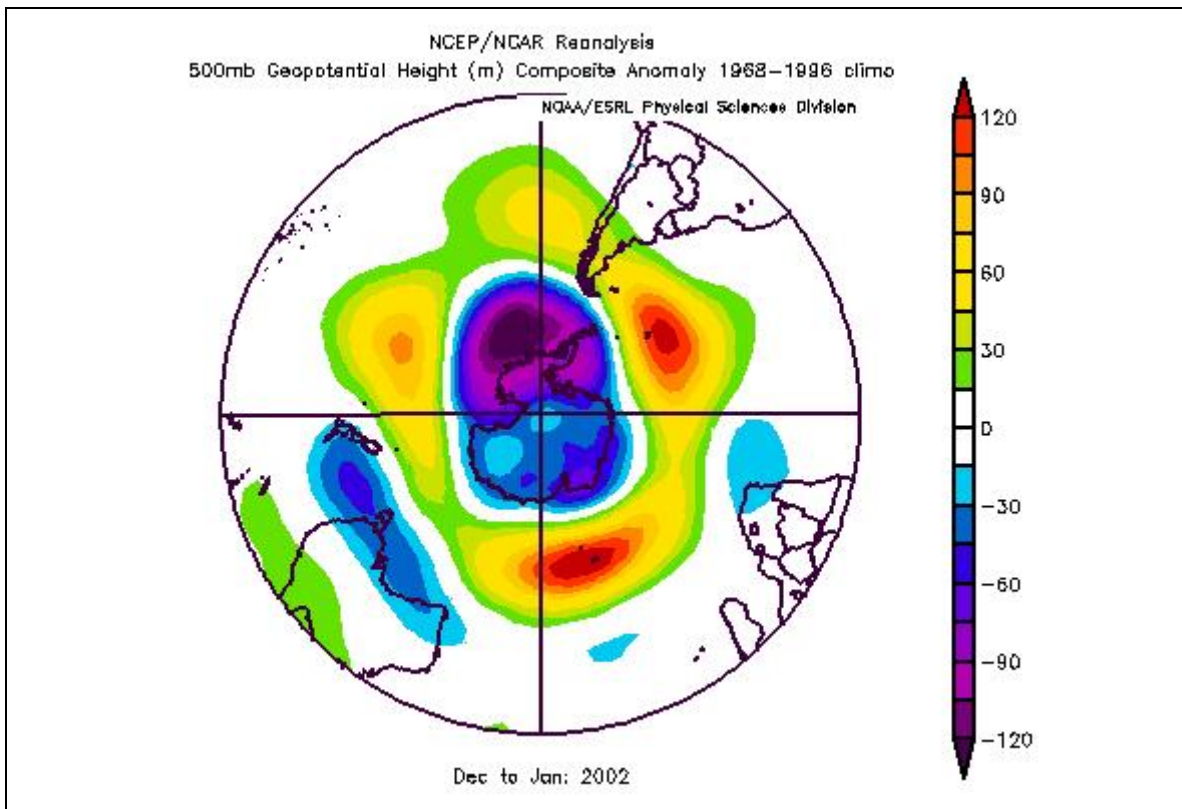 NCEP/NCAR Reanalysis
500mb Geopotential Height (m) Composite Anomaly 1968-1996 climo
NOAA/ESRL Physical Sciences Division
120
90
60
30
0
-30
-60
-90
-120
Dec to Jan: 2002